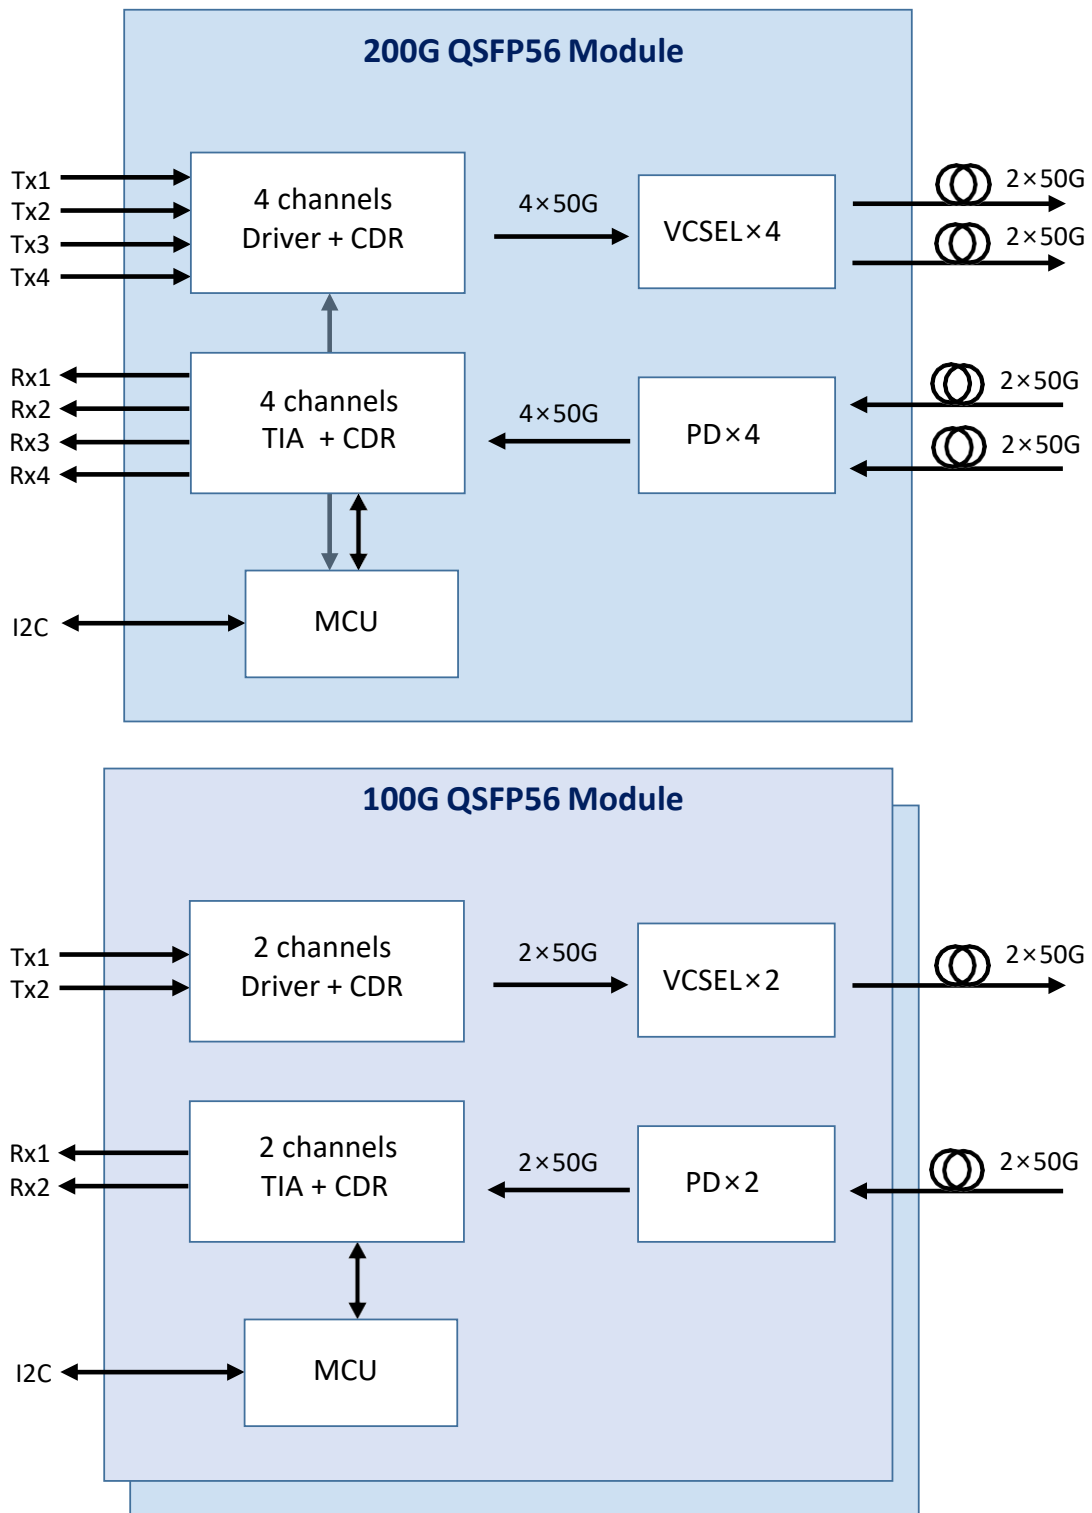 200G QSFP56 Module
Tx1
Tx2
Tx3
Tx4
4 channels
Driver + CDR
4×50G
VCSEL×4
2×50G
2×50G
Rx1
Rx2
Rx3
Rx4
4 channels
TIA + CDR
4×50G
PD×4
2×50G
2×50G
I2C
MCU
100G QSFP56 Module
Tx1
Tx2
2 channels
Driver + CDR
2×50G
VCSEL×2
2×50G
Rx1
Rx2
2 channels
TIA + CDR
2×50G
PD×2
2×50G
I2C
MCU